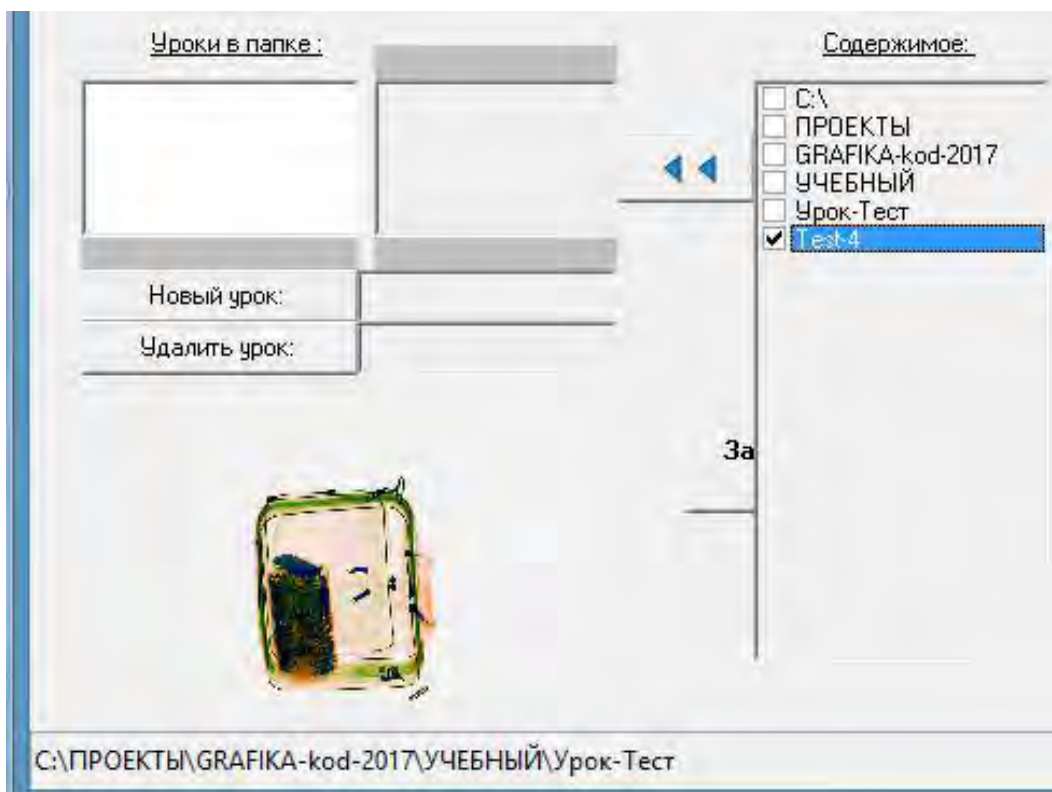 Уроки в папке :
Содержимое:
C:\
ПРОЕКТЫ
GRAFIKA-kod-2017
УЧЕБНЫЙ
Урок-Тест
Test-4
Новый урок:
Удалить урок:
За
C:\ПРОЕКТЫ\GRAFIKA-kod-2017\УЧЕБНЫЙ\Урок-Тест